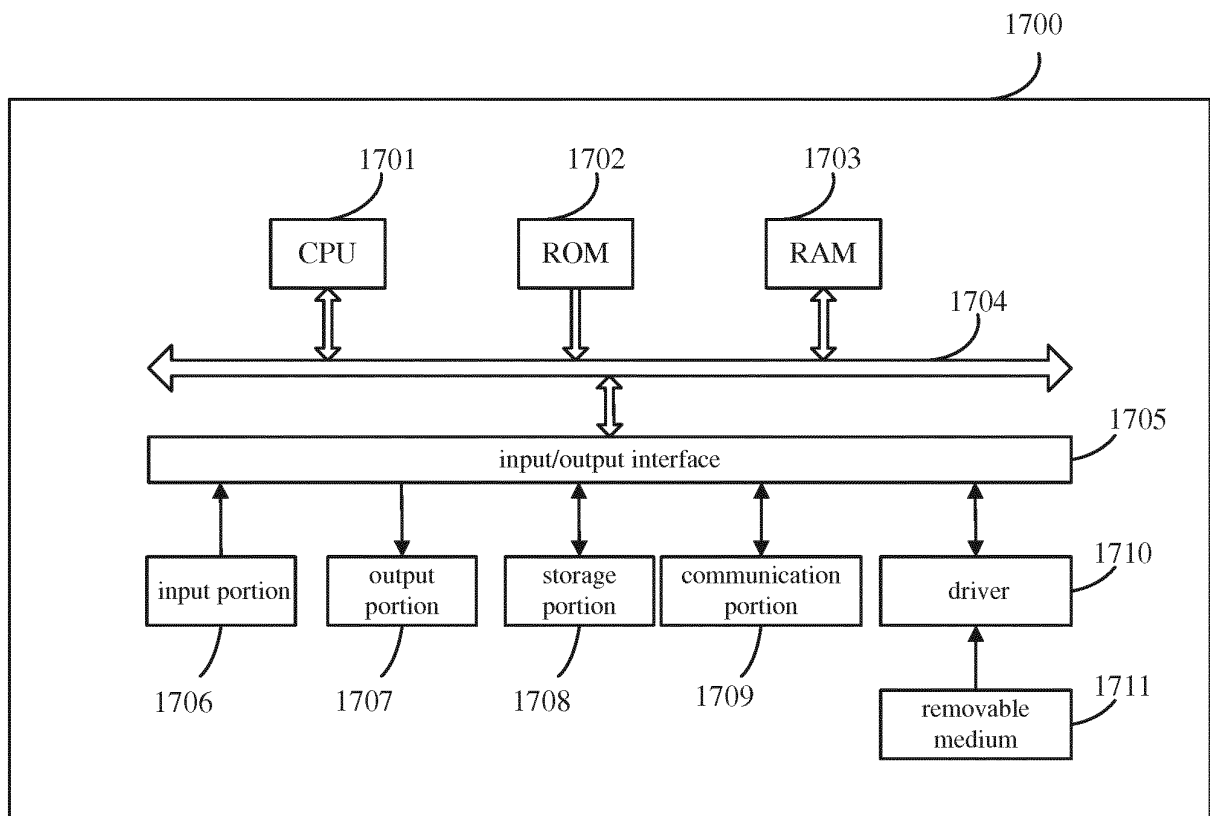 1700
1701
1702
1703
CPU
ROM
RAM
1704
1705
input/output interface
input portion
output
portion
storage
portion
communication
portion
driver
1710
1706
1707
1708
1709
removable
medium
1711